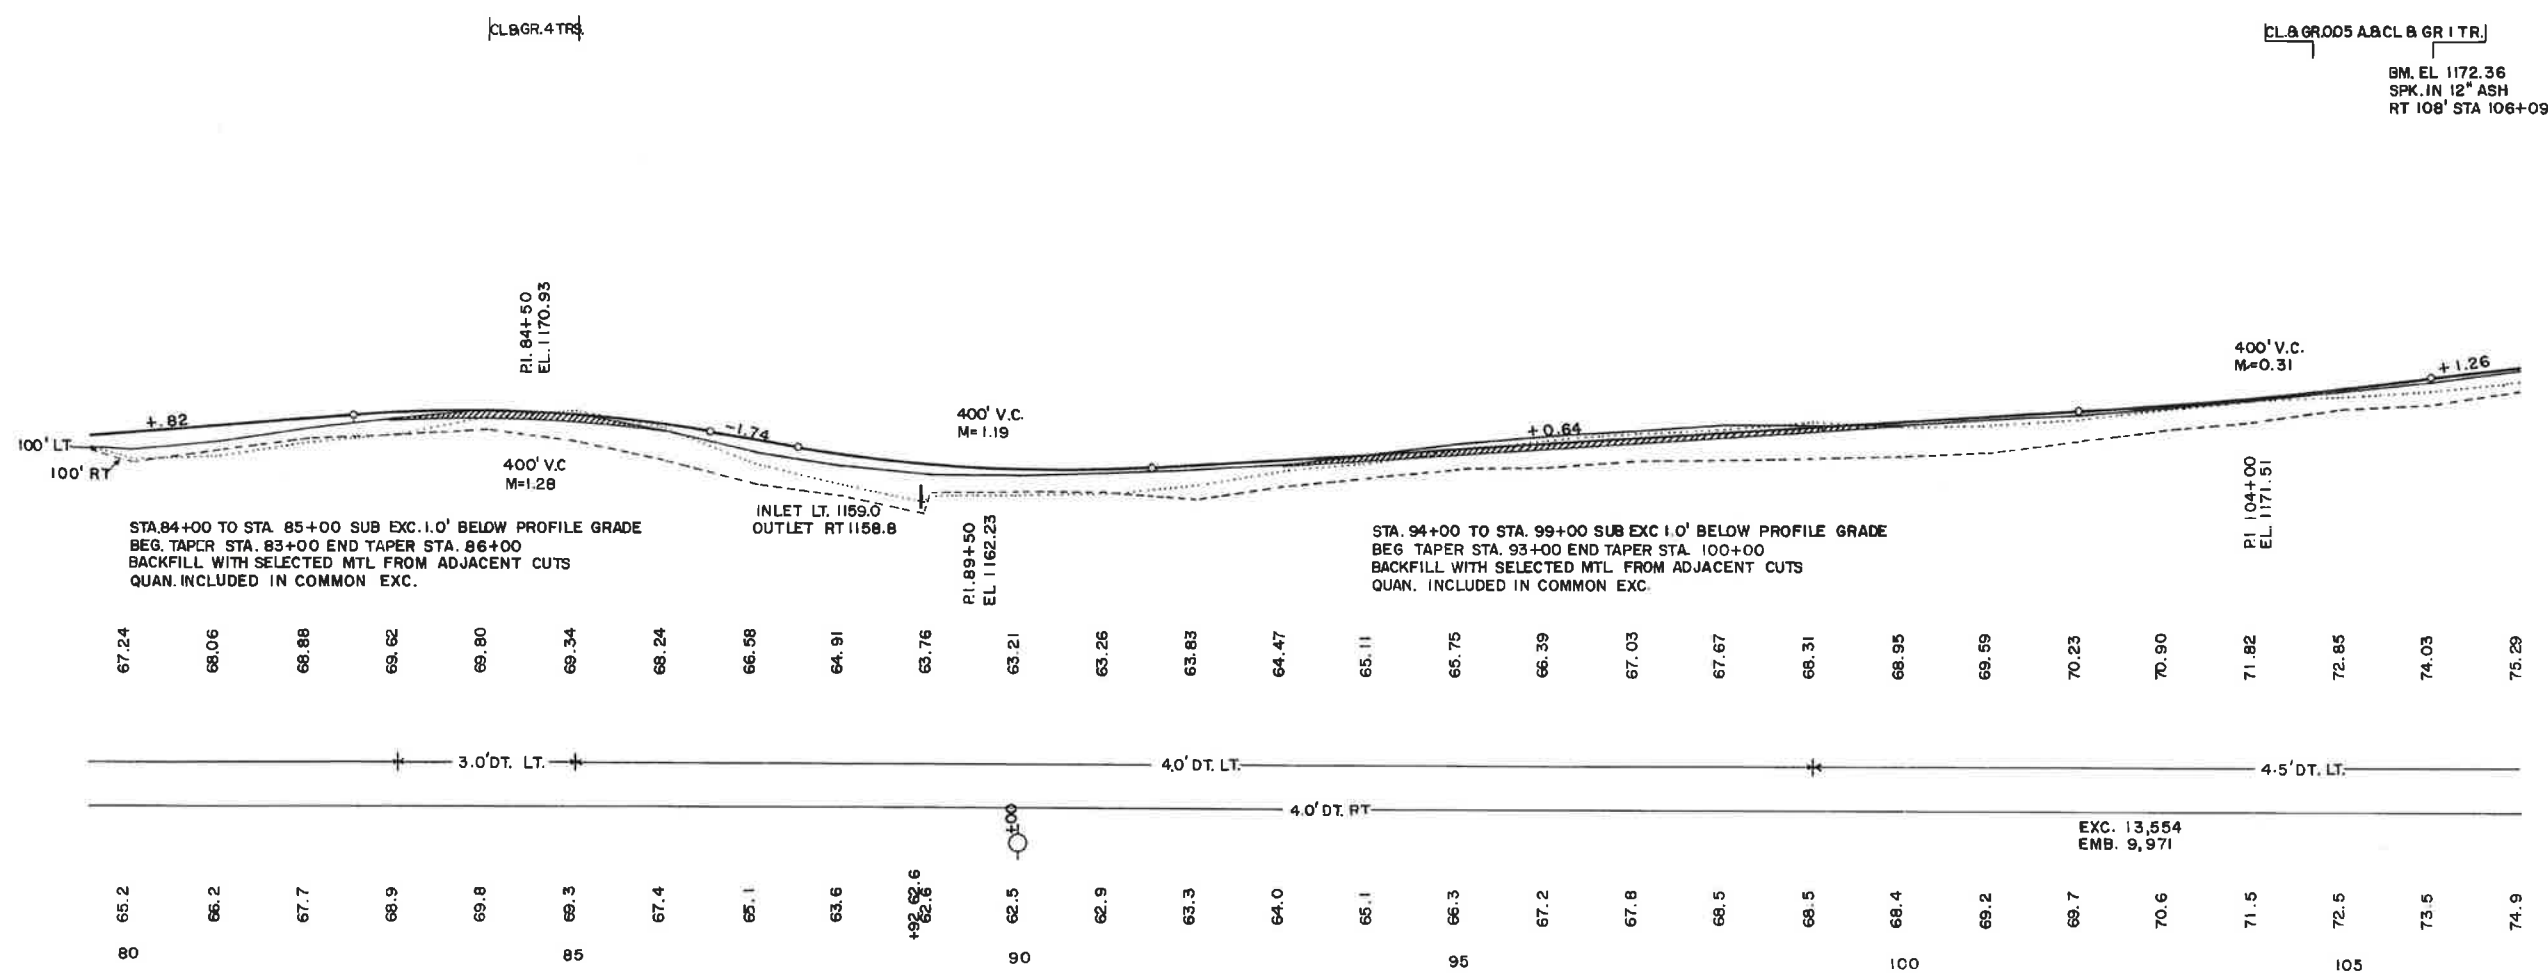 CL&GR.4 TRS.
CL.& GR.0.05 A.&CL & GR 1 TR.
BM. EL 1172.36
SPK. IN 12" ASH
RT 108' STA 106+09
P.I. 84+50
EL. 1170.93
400' V.C.
M=0.31
+1.26
+.82
-1.74
400' V.C.
M=1.19
+0.64
100' LT
100' RT
400' V.C
M=1.28
INLET LT. 1159.0
OUTLET RT 1158.8
P.I. 89+50
EL 1162.23
P.I 104+00
EL. 1171.51
STA.84+00 TO STA. 85+00 SUB EXC. 1.0' BELOW PROFILE GRADE
BEG. TAPER STA. 83+00 END TAPER STA. 86+00
BACKFILL WITH SELECTED MTL FROM ADJACENT CUTS
QUAN. INCLUDED IN COMMON EXC.
STA. 94+00 TO STA. 99+00 SUB EXC 1.0' BELOW PROFILE GRADE
BEG TAPER STA. 93+00 END TAPER STA. 100+00
BACKFILL WITH SELECTED MTL FROM ADJACENT CUTS
QUAN. INCLUDED IN COMMON EXC.
67.24 68.06 68.88 69.62 69.80 69.34 68.24 66.58 64.91 63.76 63.21 63.26 63.83 64.47 65.11 65.75 66.39 67.03 67.67 68.31 68.95 69.59 70.23 70.90 71.82 72.85 74.03 75.29
3.0' DT. LT. 4.0' DT. LT. 4.5' DT. LT.
4.0' DT. RT
+00
EXC. 13,554
EMB. 9,971
65.2 66.2 67.7 68.9 69.8 69.3 67.4 65.1 63.6 +92 62.6 62.6 62.5 62.9 63.3 64.0 65.1 66.3 67.2 67.8 68.5 68.5 68.4 69.2 69.7 70.6 71.5 72.5 73.5 74.9
80 85 90 95 100 105